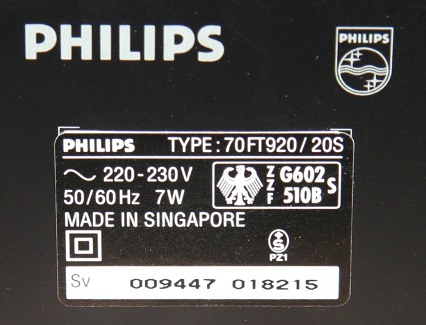 PHILIPS
PHILIPS
PHILIPS TYPE : 70FT920 / 20S
~ 220-230V
50/60Hz 7W
ZZF G602 510B S
MADE IN SINGAPORE
PZ1
Sv 009447 018215